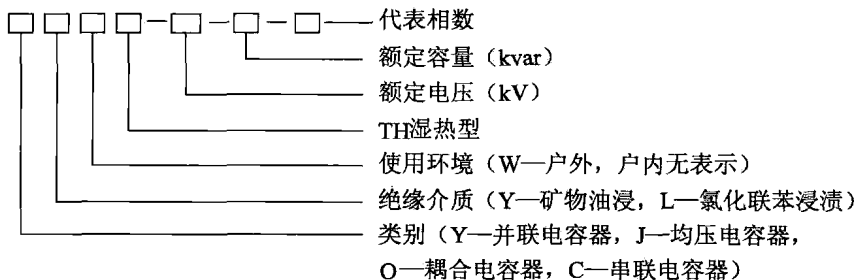 代表相数
额定容量（kvar）
额定电压（kV）
TH湿热型
使用环境（W—户外，户内无表示）
绝缘介质（Y—矿物油浸，L—氯化联苯浸渍）
类别（Y—并联电容器，J—均压电容器，
O—耦合电容器，C—串联电容器）